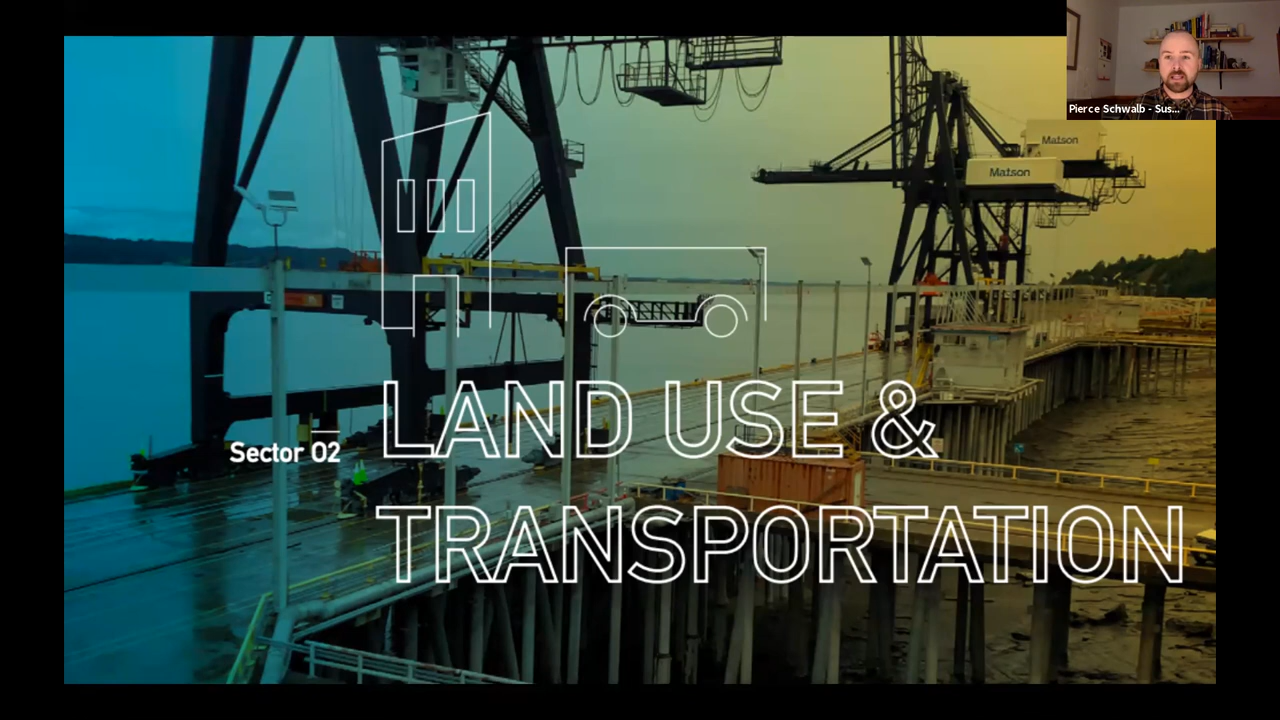 Pierce Schwalb - Sus...
Matson
Matson
Sector 02
LAND USE &
TRANSPORTATION